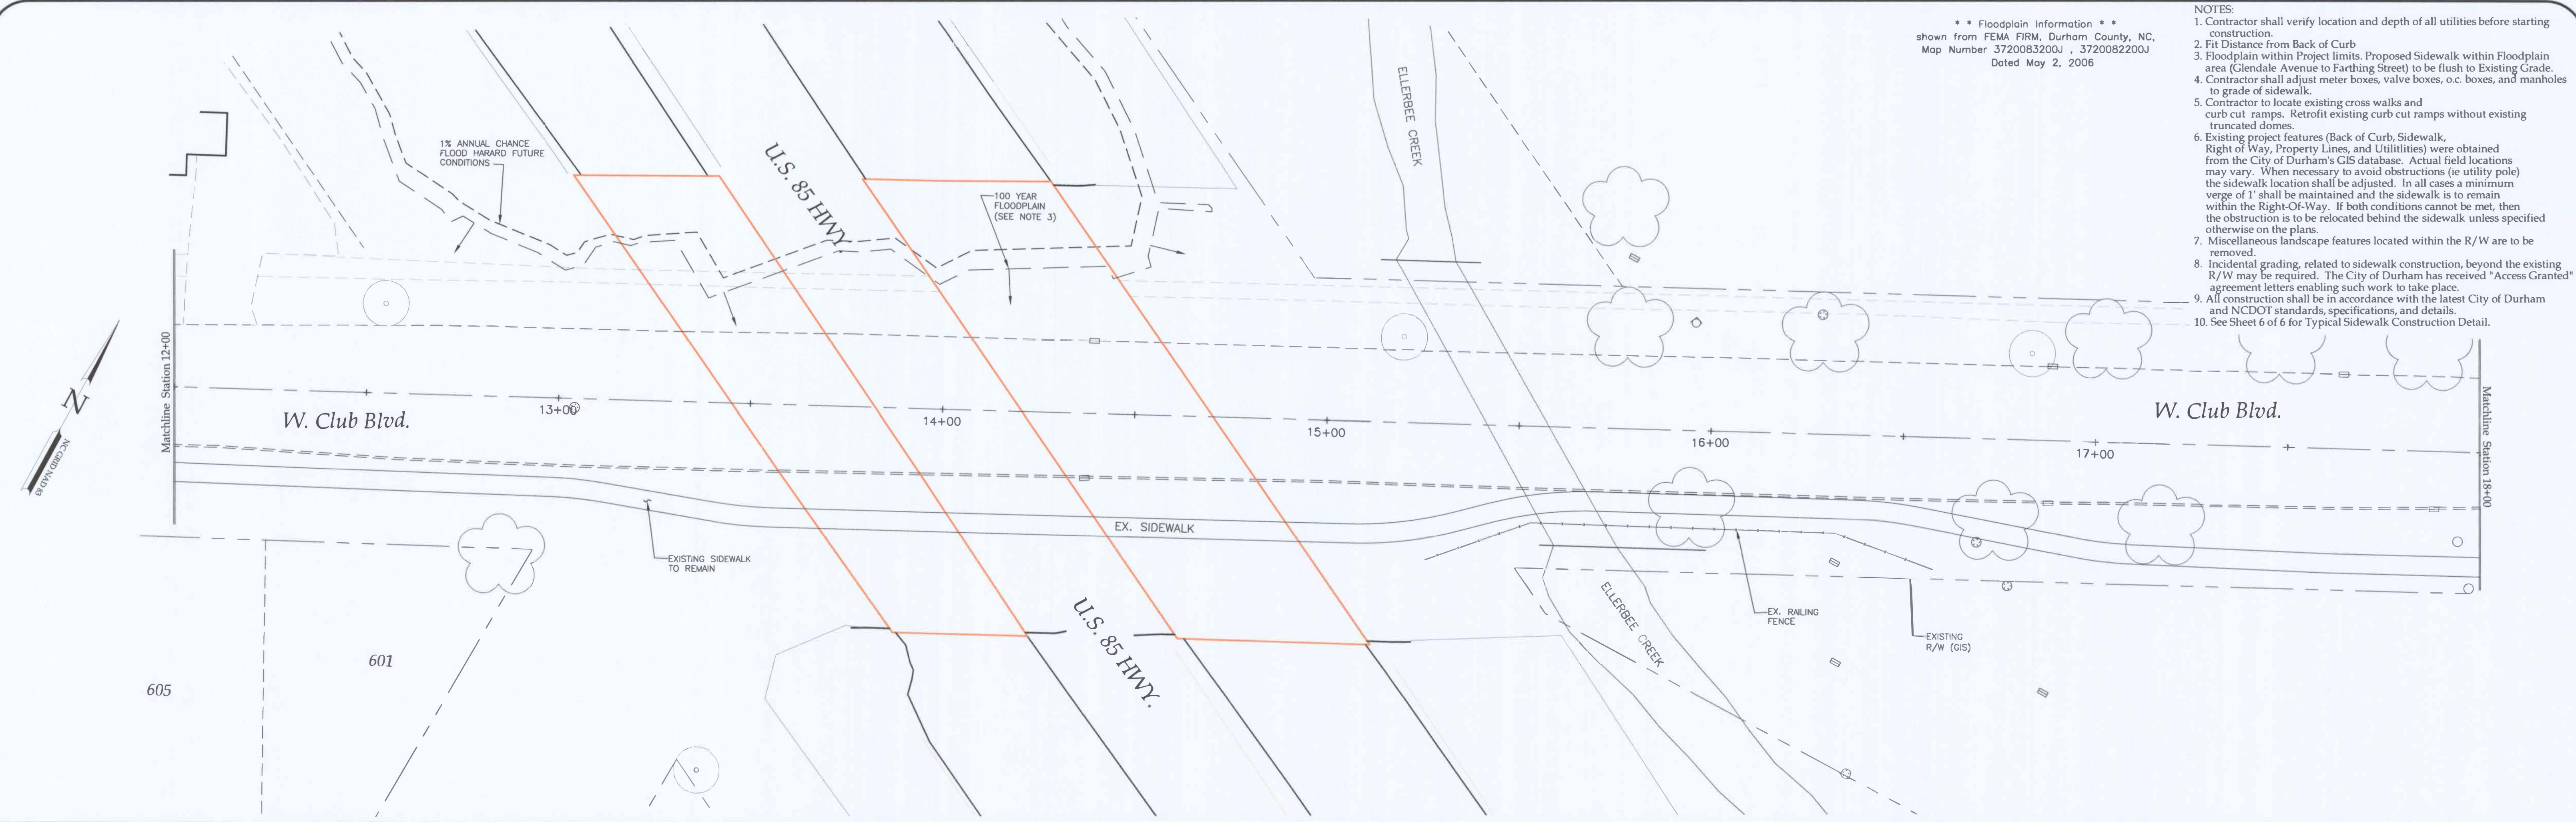 * * Floodplain Information * *
shown from FEMA FIRM, Durham County, NC,
Map Number 3720083200J , 3720082200J
Dated May 2, 2006
NOTES:
1. Contractor shall verify location and depth of all utilities before starting
construction.
2. Fit Distance from Back of Curb
3. Floodplain within Project limits. Proposed Sidewalk within Floodplain
area (Glendale Avenue to Farthing Street) to be flush to Existing Grade.
4. Contractor shall adjust meter boxes, valve boxes, o.c. boxes, and manholes
to grade of sidewalk.
5. Contractor to locate existing cross walks and
curb cut ramps. Retrofit existing curb cut ramps without existing
truncated domes.
6. Existing project features (Back of Curb, Sidewalk,
Right of Way, Property Lines, and Utililities) were obtained
from the City of Durham's GIS database. Actual field locations
may vary. When necessary to avoid obstructions (ie utility pole)
the sidewalk location shall be adjusted. In all cases a minimum
verge of 1' shall be maintained and the sidewalk is to remain
within the Right-Of-Way. If both conditions cannot be met, then
the obstruction is to be relocated behind the sidewalk unless specified
otherwise on the plans.
7. Miscellaneous landscape features located within the R/W are to be
removed.
8. Incidental grading, related to sidewalk construction, beyond the existing
R/W may be required. The City of Durham has received "Access Granted"
agreement letters enabling such work to take place.
9. All construction shall be in accordance with the latest City of Durham
and NCDOT standards, specifications, and details.
10. See Sheet 6 of 6 for Typical Sidewalk Construction Detail.
1% ANNUAL CHANCE
FLOOD HARARD FUTURE
CONDITIONS
U.S. 85 HWY.
100 YEAR
FLOODPLAIN
(SEE NOTE 3)
ELLERBEE CREEK
N
NC GRID NAD 83
Matchline Station 12+00
W. Club Blvd.
13+00
14+00
15+00
16+00
17+00
W. Club Blvd.
Matchline Station 18+00
EX. SIDEWALK
EXISTING SIDEWALK
TO REMAIN
U.S. 85 HWY.
ELLERBEE CREEK
EX. RAILING
FENCE
EXISTING
R/W (GIS)
601
605